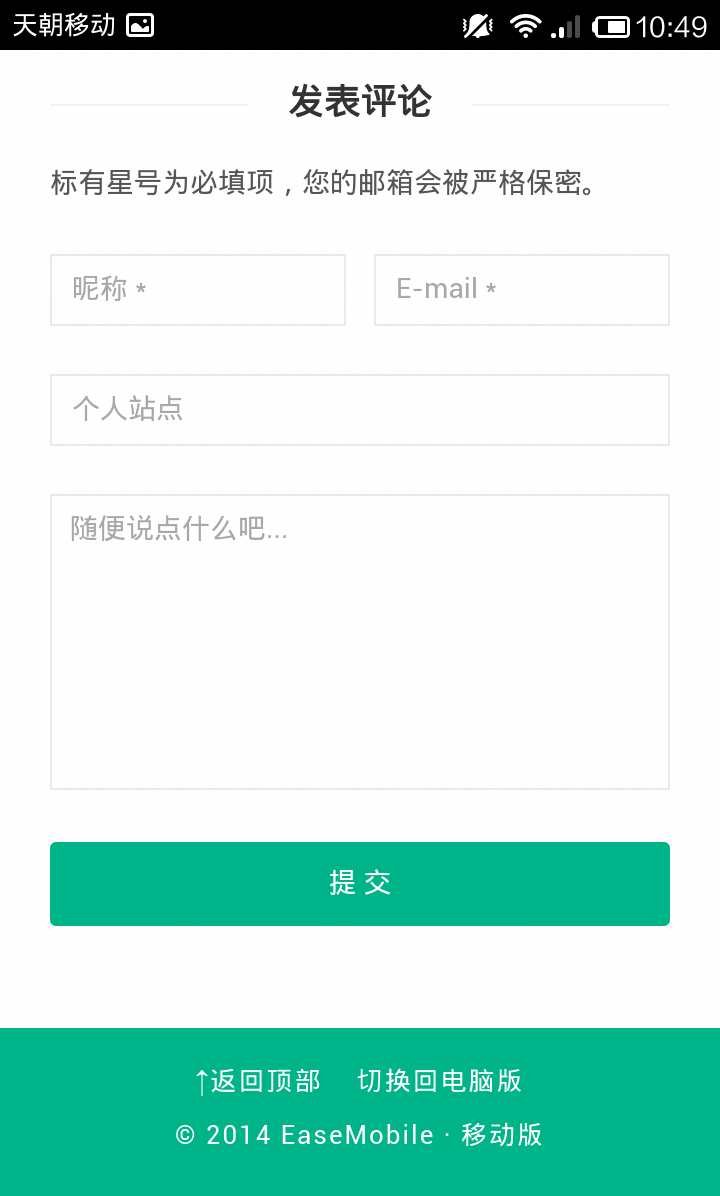 天朝移动 10:49
发表评论
标有星号为必填项，您的邮箱会被严格保密。
昵称 * E-mail *
个人站点
随便说点什么吧...
提 交
↑返回顶部 切换回电脑版
© 2014 EaseMobile · 移动版